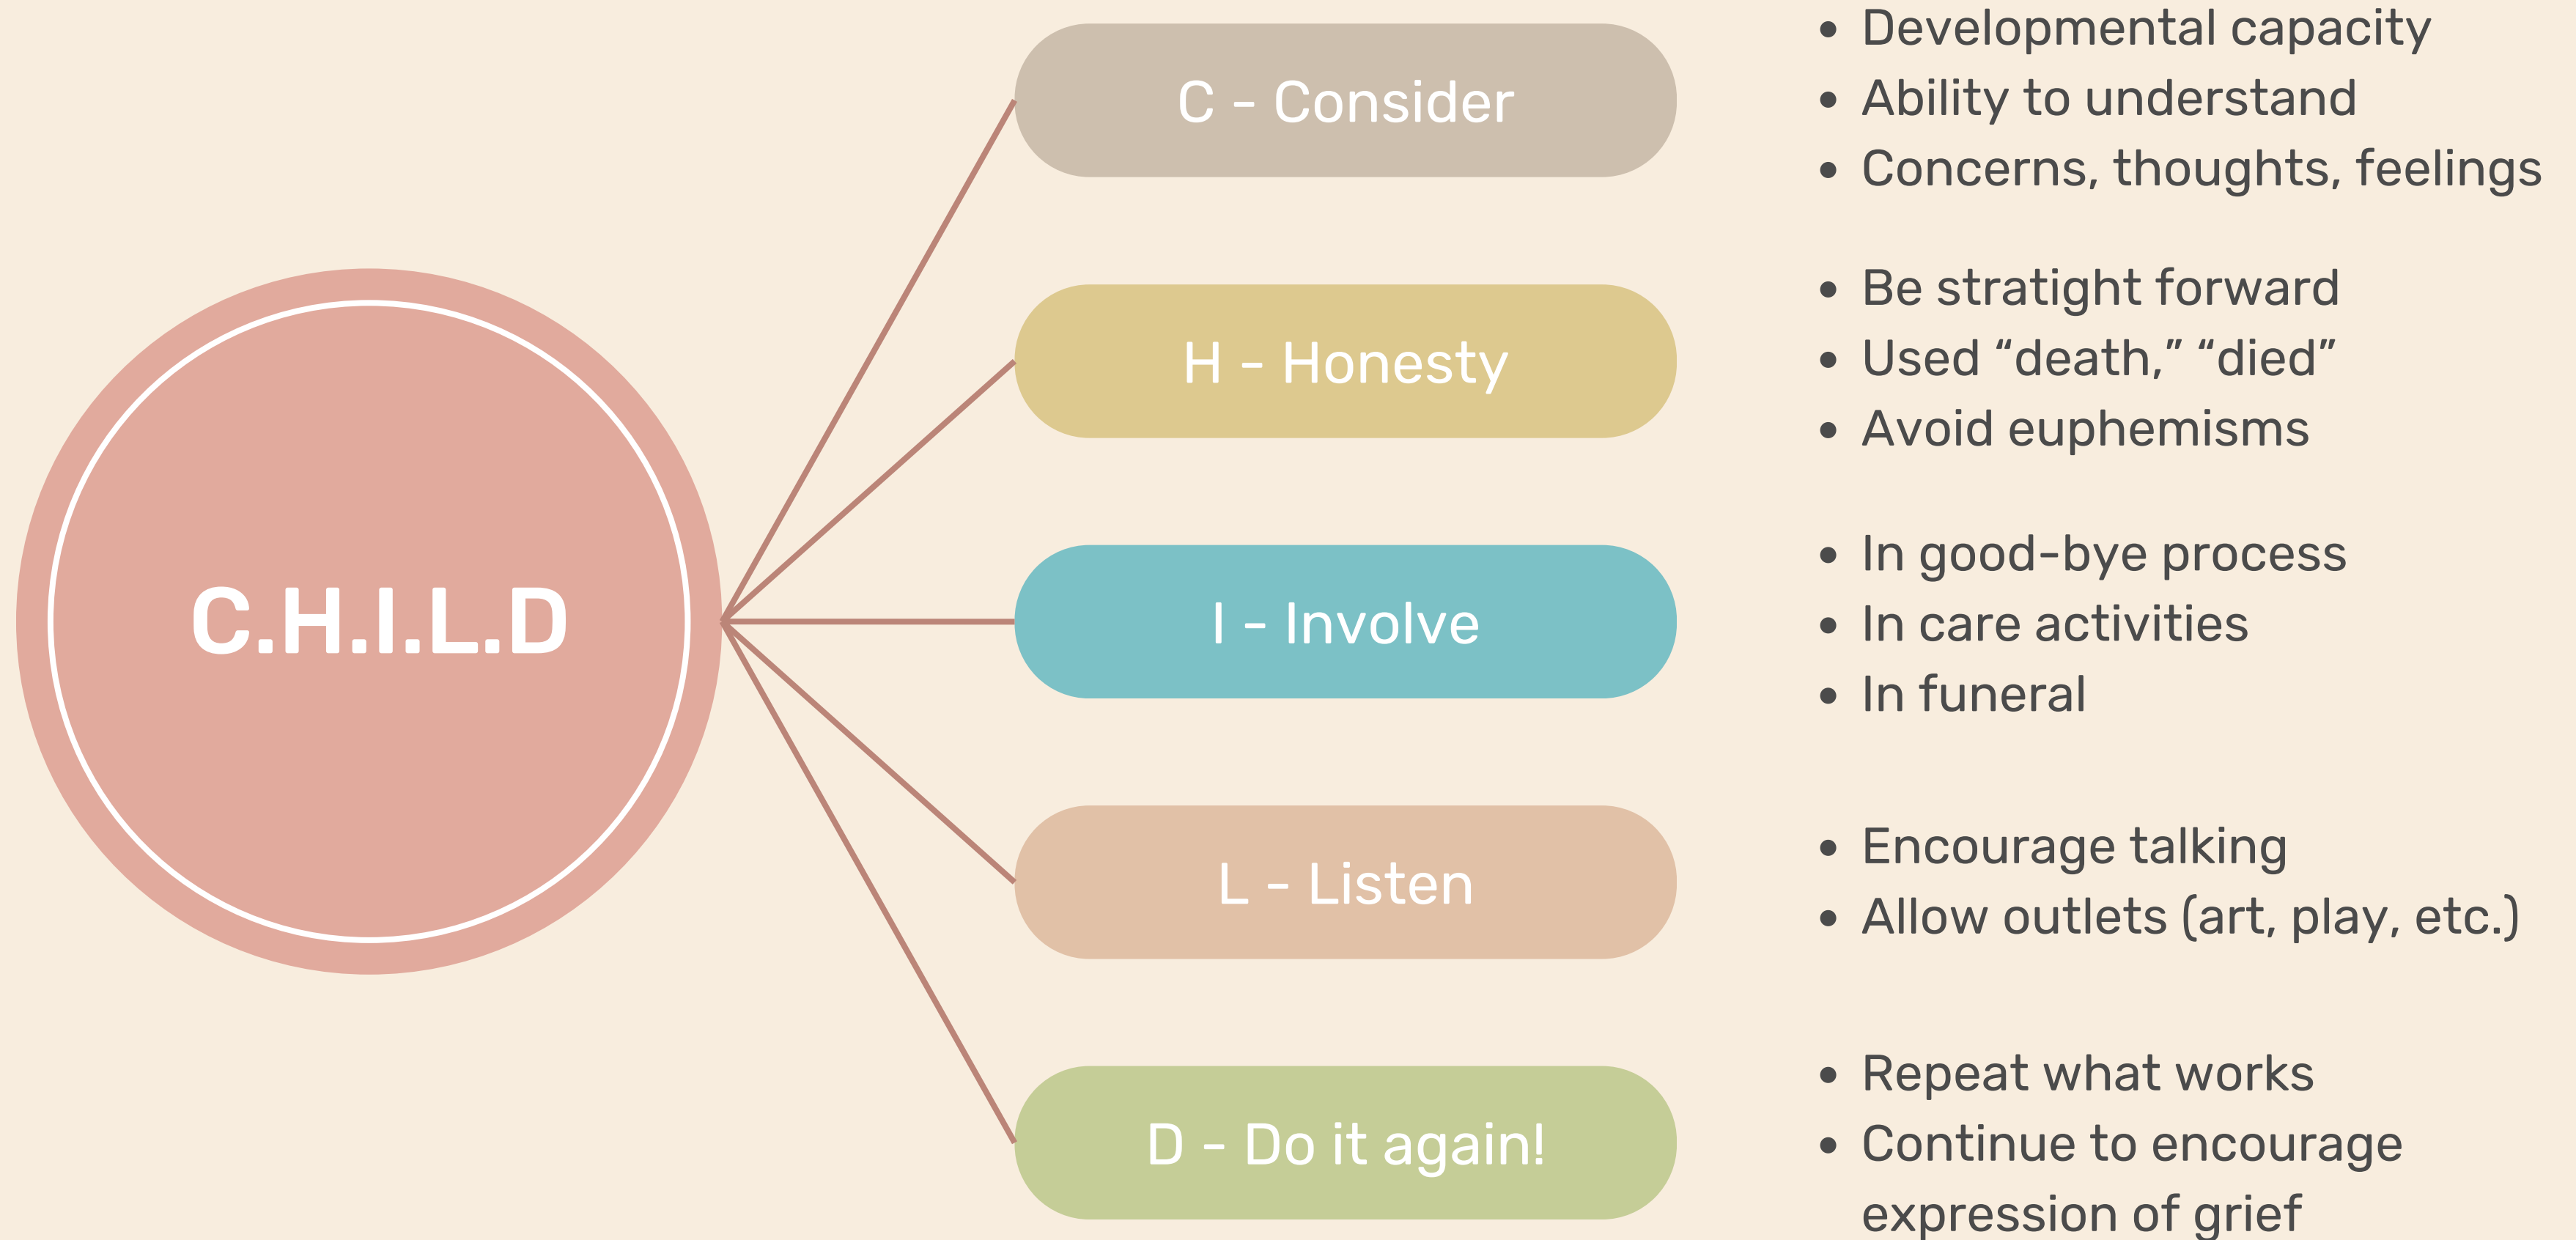 C.H.I.L.D
C - Consider
• Developmental capacity
• Ability to understand
• Concerns, thoughts, feelings
H - Honesty
• Be stratight forward
• Used “death,” “died”
• Avoid euphemisms
I - Involve
• In good-bye process
• In care activities
• In funeral
L - Listen
• Encourage talking
• Allow outlets (art, play, etc.)
D - Do it again!
• Repeat what works
• Continue to encourage
expression of grief